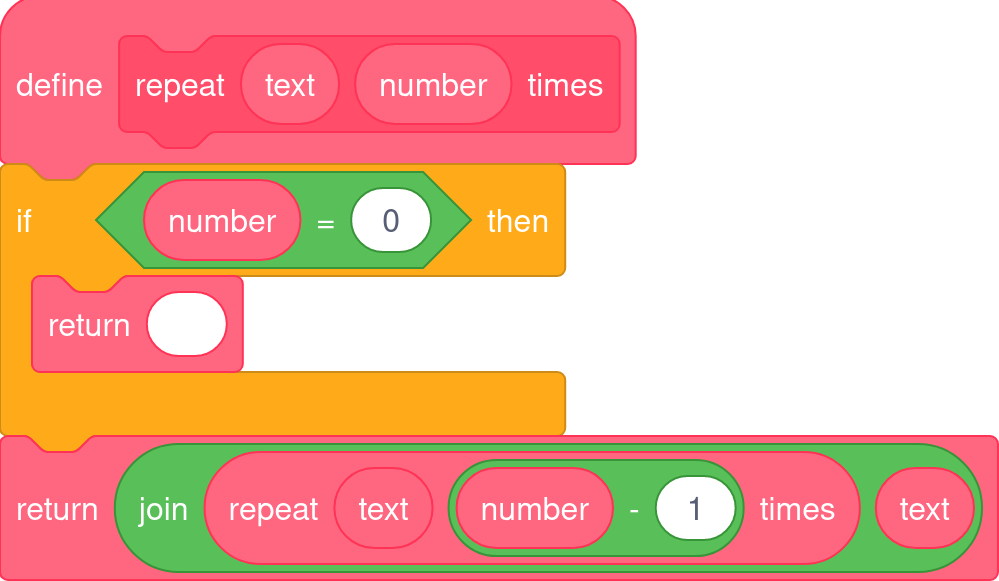 define repeat text number times
if number = 0 then
return
return join repeat text number - 1 times text